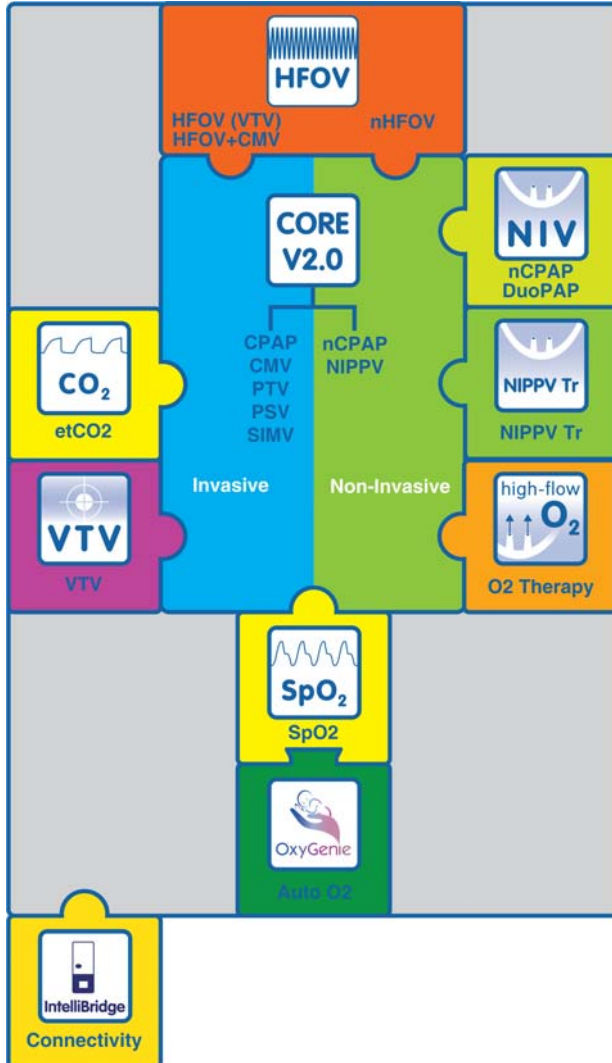 HFOV
HFOV (VTV)
HFOV+CMV
nHFOV
CORE
V2.0
CPAP
CMV
PTV
PSV
SIMV
nCPAP
NIPPV
Invasive
Non-Invasive
NIV
nCPAP
DuoPAP
CO₂
etCO2
NIPPV Tr
NIPPV Tr
VTV
VTV
high-flow
O₂
O2 Therapy
SpO₂
SpO2
OxyGenie
Auto O2
IntelliBridge
Connectivity